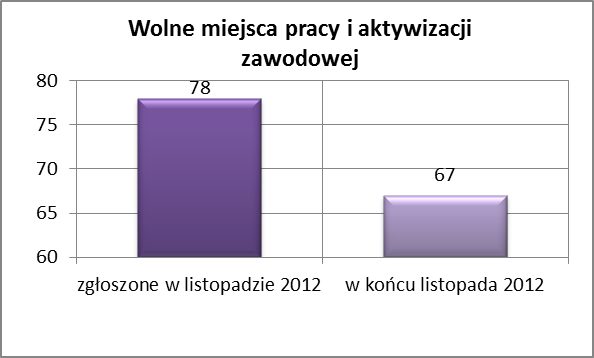 Wolne miejsca pracy i aktywizacji
zawodowej
80
75
70
65
60
78
67
zgłoszone w listopadzie 2012
w końcu listopada 2012